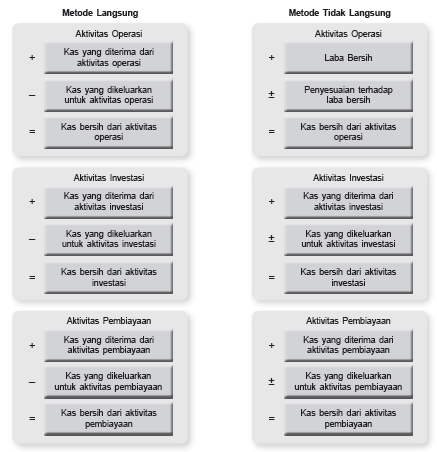 Metode Langsung
Aktivitas Operasi
+
Kas yang diterima dari
aktivitas operasi
–
Kas yang dikeluarkan
untuk aktivitas operasi
=
Kas bersih dari aktivitas
operasi
Aktivitas Investasi
+
Kas yang diterima dari
aktivitas investasi
–
Kas yang dikeluarkan
untuk aktivitas investasi
=
Kas bersih dari aktivitas
investasi
Aktivitas Pembiayaan
+
Kas yang diterima dari
aktivitas pembiayaan
–
Kas yang dikeluarkan
untuk aktivitas pembiayaan
=
Kas bersih dari aktivitas
pembiayaan
Metode Tidak Langsung
Aktivitas Operasi
+
Laba Bersih
±
Penyesuaian terhadap
laba bersih
=
Kas bersih dari aktivitas
operasi
Aktivitas Investasi
+
Kas yang diterima dari
aktivitas investasi
±
Kas yang dikeluarkan
untuk aktivitas investasi
=
Kas bersih dari aktivitas
investasi
Aktivitas Pembiayaan
+
Kas yang diterima dari
aktivitas pembiayaan
±
Kas yang dikeluarkan
untuk aktivitas pembiayaan
=
Kas bersih dari aktivitas
pembiayaan